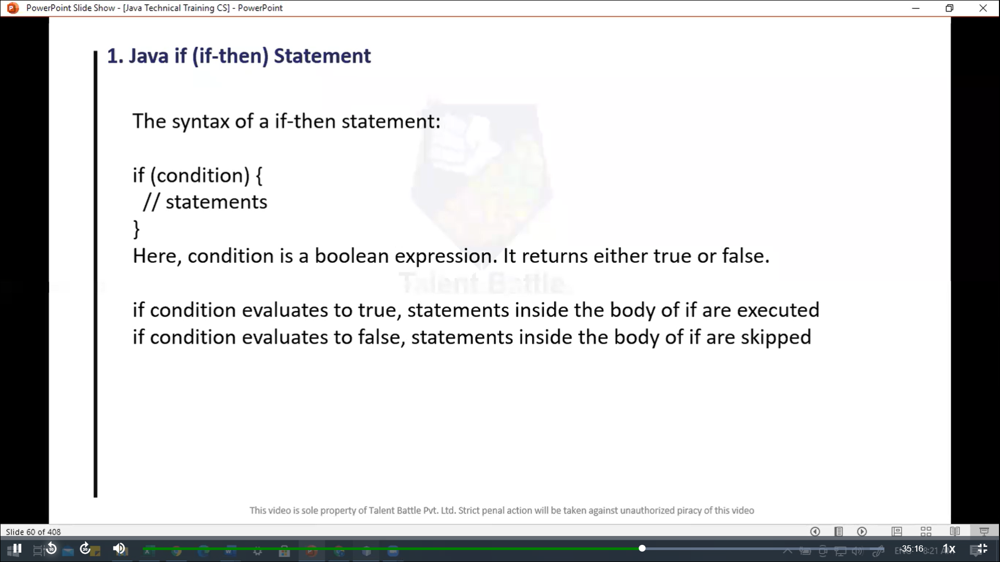 PowerPoint Slide Show - [Java Technical Training CS] - PowerPoint
1. Java if (if-then) Statement
The syntax of a if-then statement:
if (condition) {
// statements
}
Here, condition is a boolean expression. It returns either true or false.
Talent Battle
if condition evaluates to true, statements inside the body of if are executed
if condition evaluates to false, statements inside the body of if are skipped
This video is sole property of Talent Battle Pvt. Ltd. Strict penal action will be taken against unauthorized piracy of this video
Slide 60 of 408
10
30
-35:16
1x